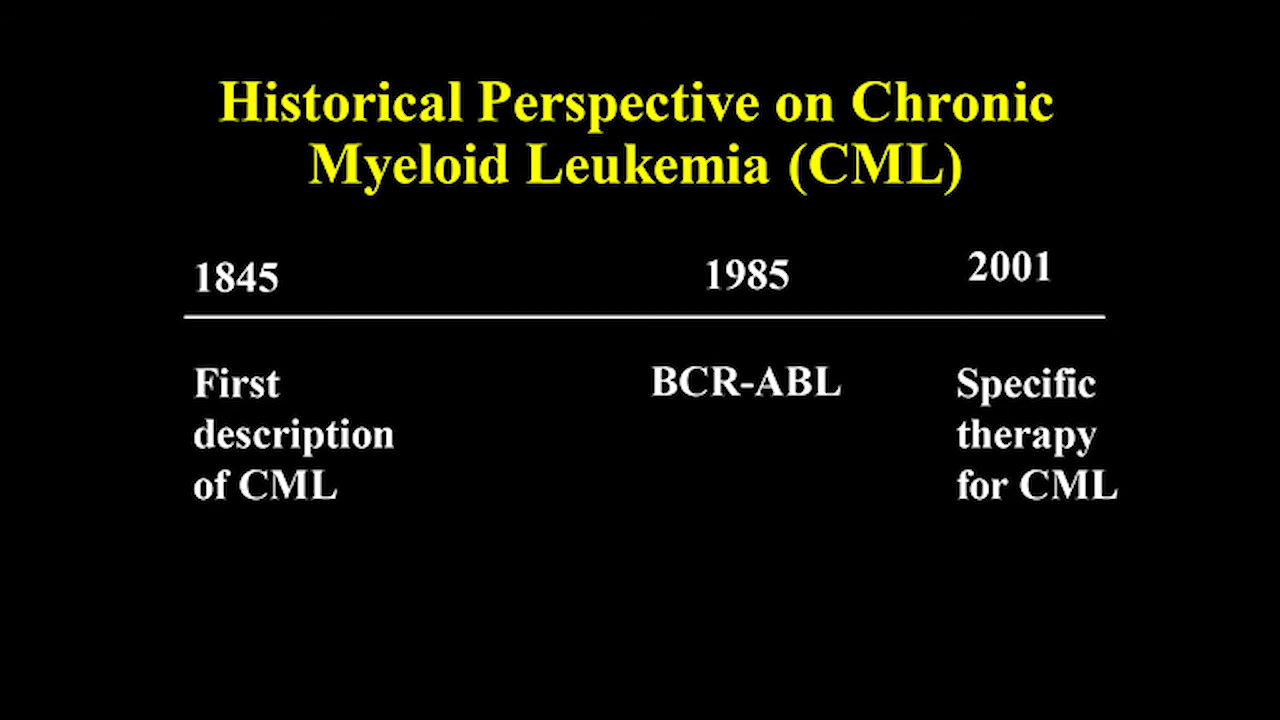 Historical Perspective on Chronic
Myeloid Leukemia (CML)
1845
1985
2001
First
description
of CML
BCR-ABL
Specific
therapy
for CML